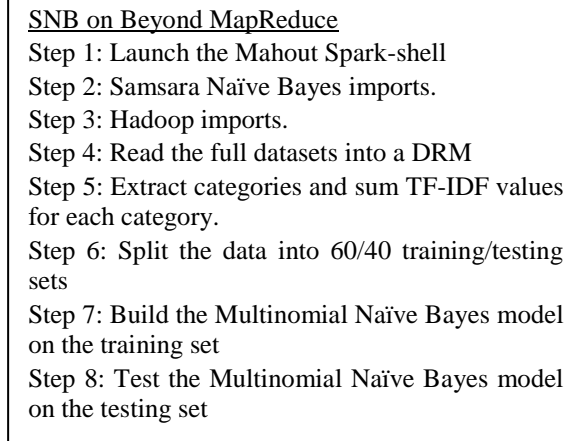 SNB on Beyond MapReduce
Step 1: Launch the Mahout Spark-shell
Step 2: Samsara Naïve Bayes imports.
Step 3: Hadoop imports.
Step 4: Read the full datasets into a DRM
Step 5: Extract categories and sum TF-IDF values
for each category.
Step 6: Split the data into 60/40 training/testing
sets
Step 7: Build the Multinomial Naïve Bayes model
on the training set
Step 8: Test the Multinomial Naïve Bayes model
on the testing set